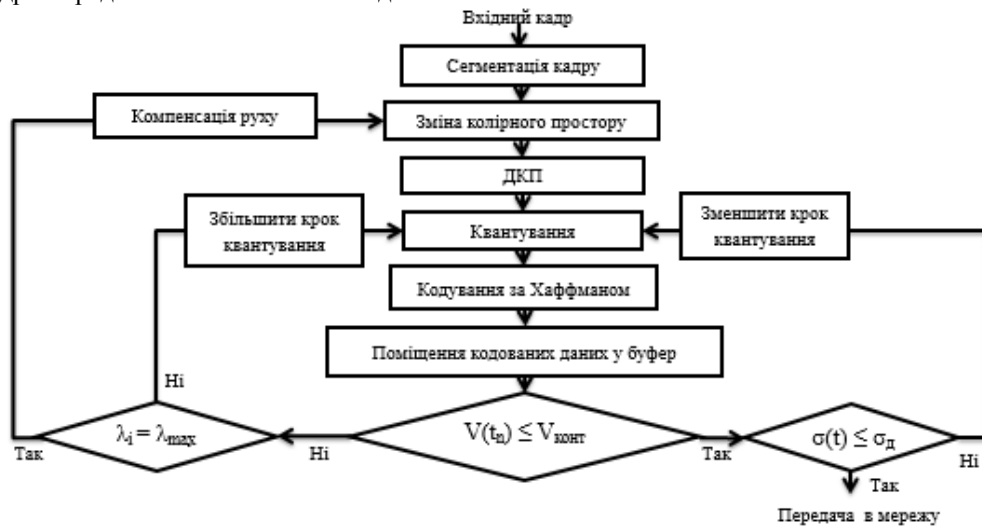 Вхідний кадр
Сегментація кадру
Компенсація руху
Зміна колірного простору
ДКП
Збільшити крок
квантування
Квантування
Зменшити крок
квантування
Кодування за Хаффманом
Поміщення кодованих даних у буфер
Ні
λi = λmax
V(tn) ≤ Vконт
σ(t) ≤ σд
Так
Ні
Так
Ні
Так
Передача в мережу